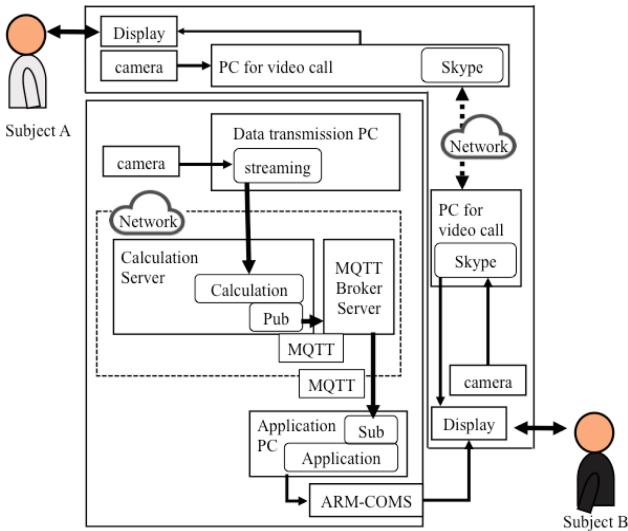 Display
camera
PC for video call
Skype
Subject A
Network
Data transmission PC
camera
streaming
Network
PC for
video call
Skype
Calculation
Server
Calculation
Pub
MQTT
Broker
Server
MQTT
MQTT
camera
Application
PC
Sub
Application
Display
ARM-COMS
Subject B